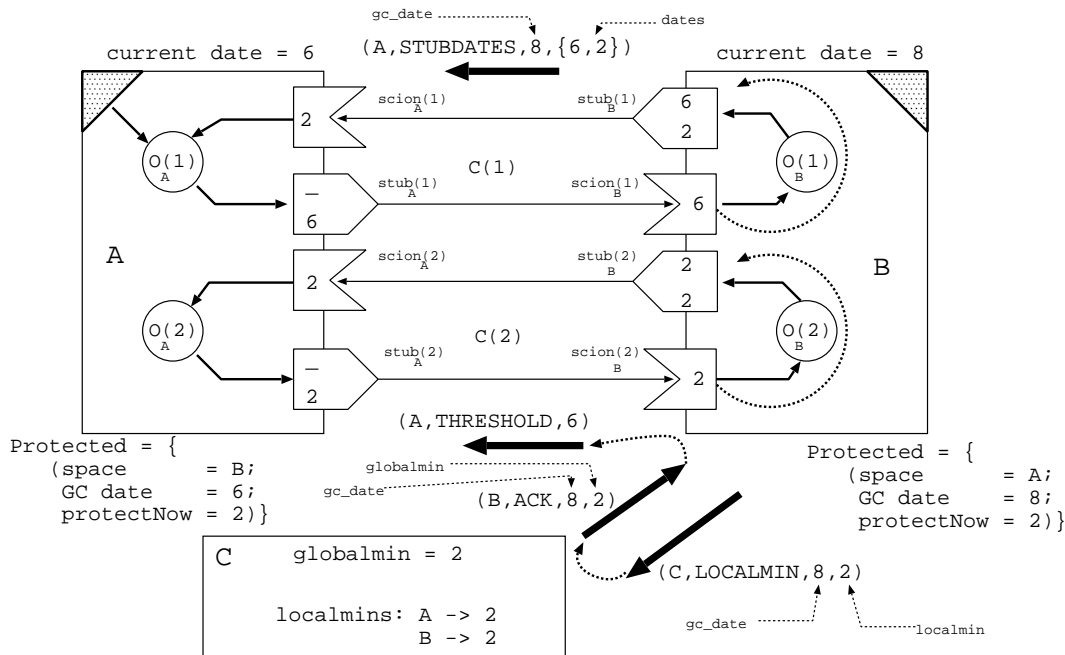 gc_date
dates
current date = 6
(A,STUBDATES,8,{6,2})
current date = 8
scion(1)
A
stub(1)
B
2
6
2
O(1)
A
C(1)
O(1)
B
–
6
stub(1)
A
scion(1)
B
6
A
B
scion(2)
A
stub(2)
B
2
2
2
O(2)
A
C(2)
O(2)
B
–
2
stub(2)
A
scion(2)
B
2
(A,THRESHOLD,6)
Protected = {
(space = B;
GC date = 6;
protectNow = 2)}
globalmin
gc_date
(B,ACK,8,2)
Protected = {
(space = A;
GC date = 8;
protectNow = 2)}
C
globalmin = 2
localmins: A -> 2
B -> 2
(C,LOCALMIN,8,2)
gc_date
localmin